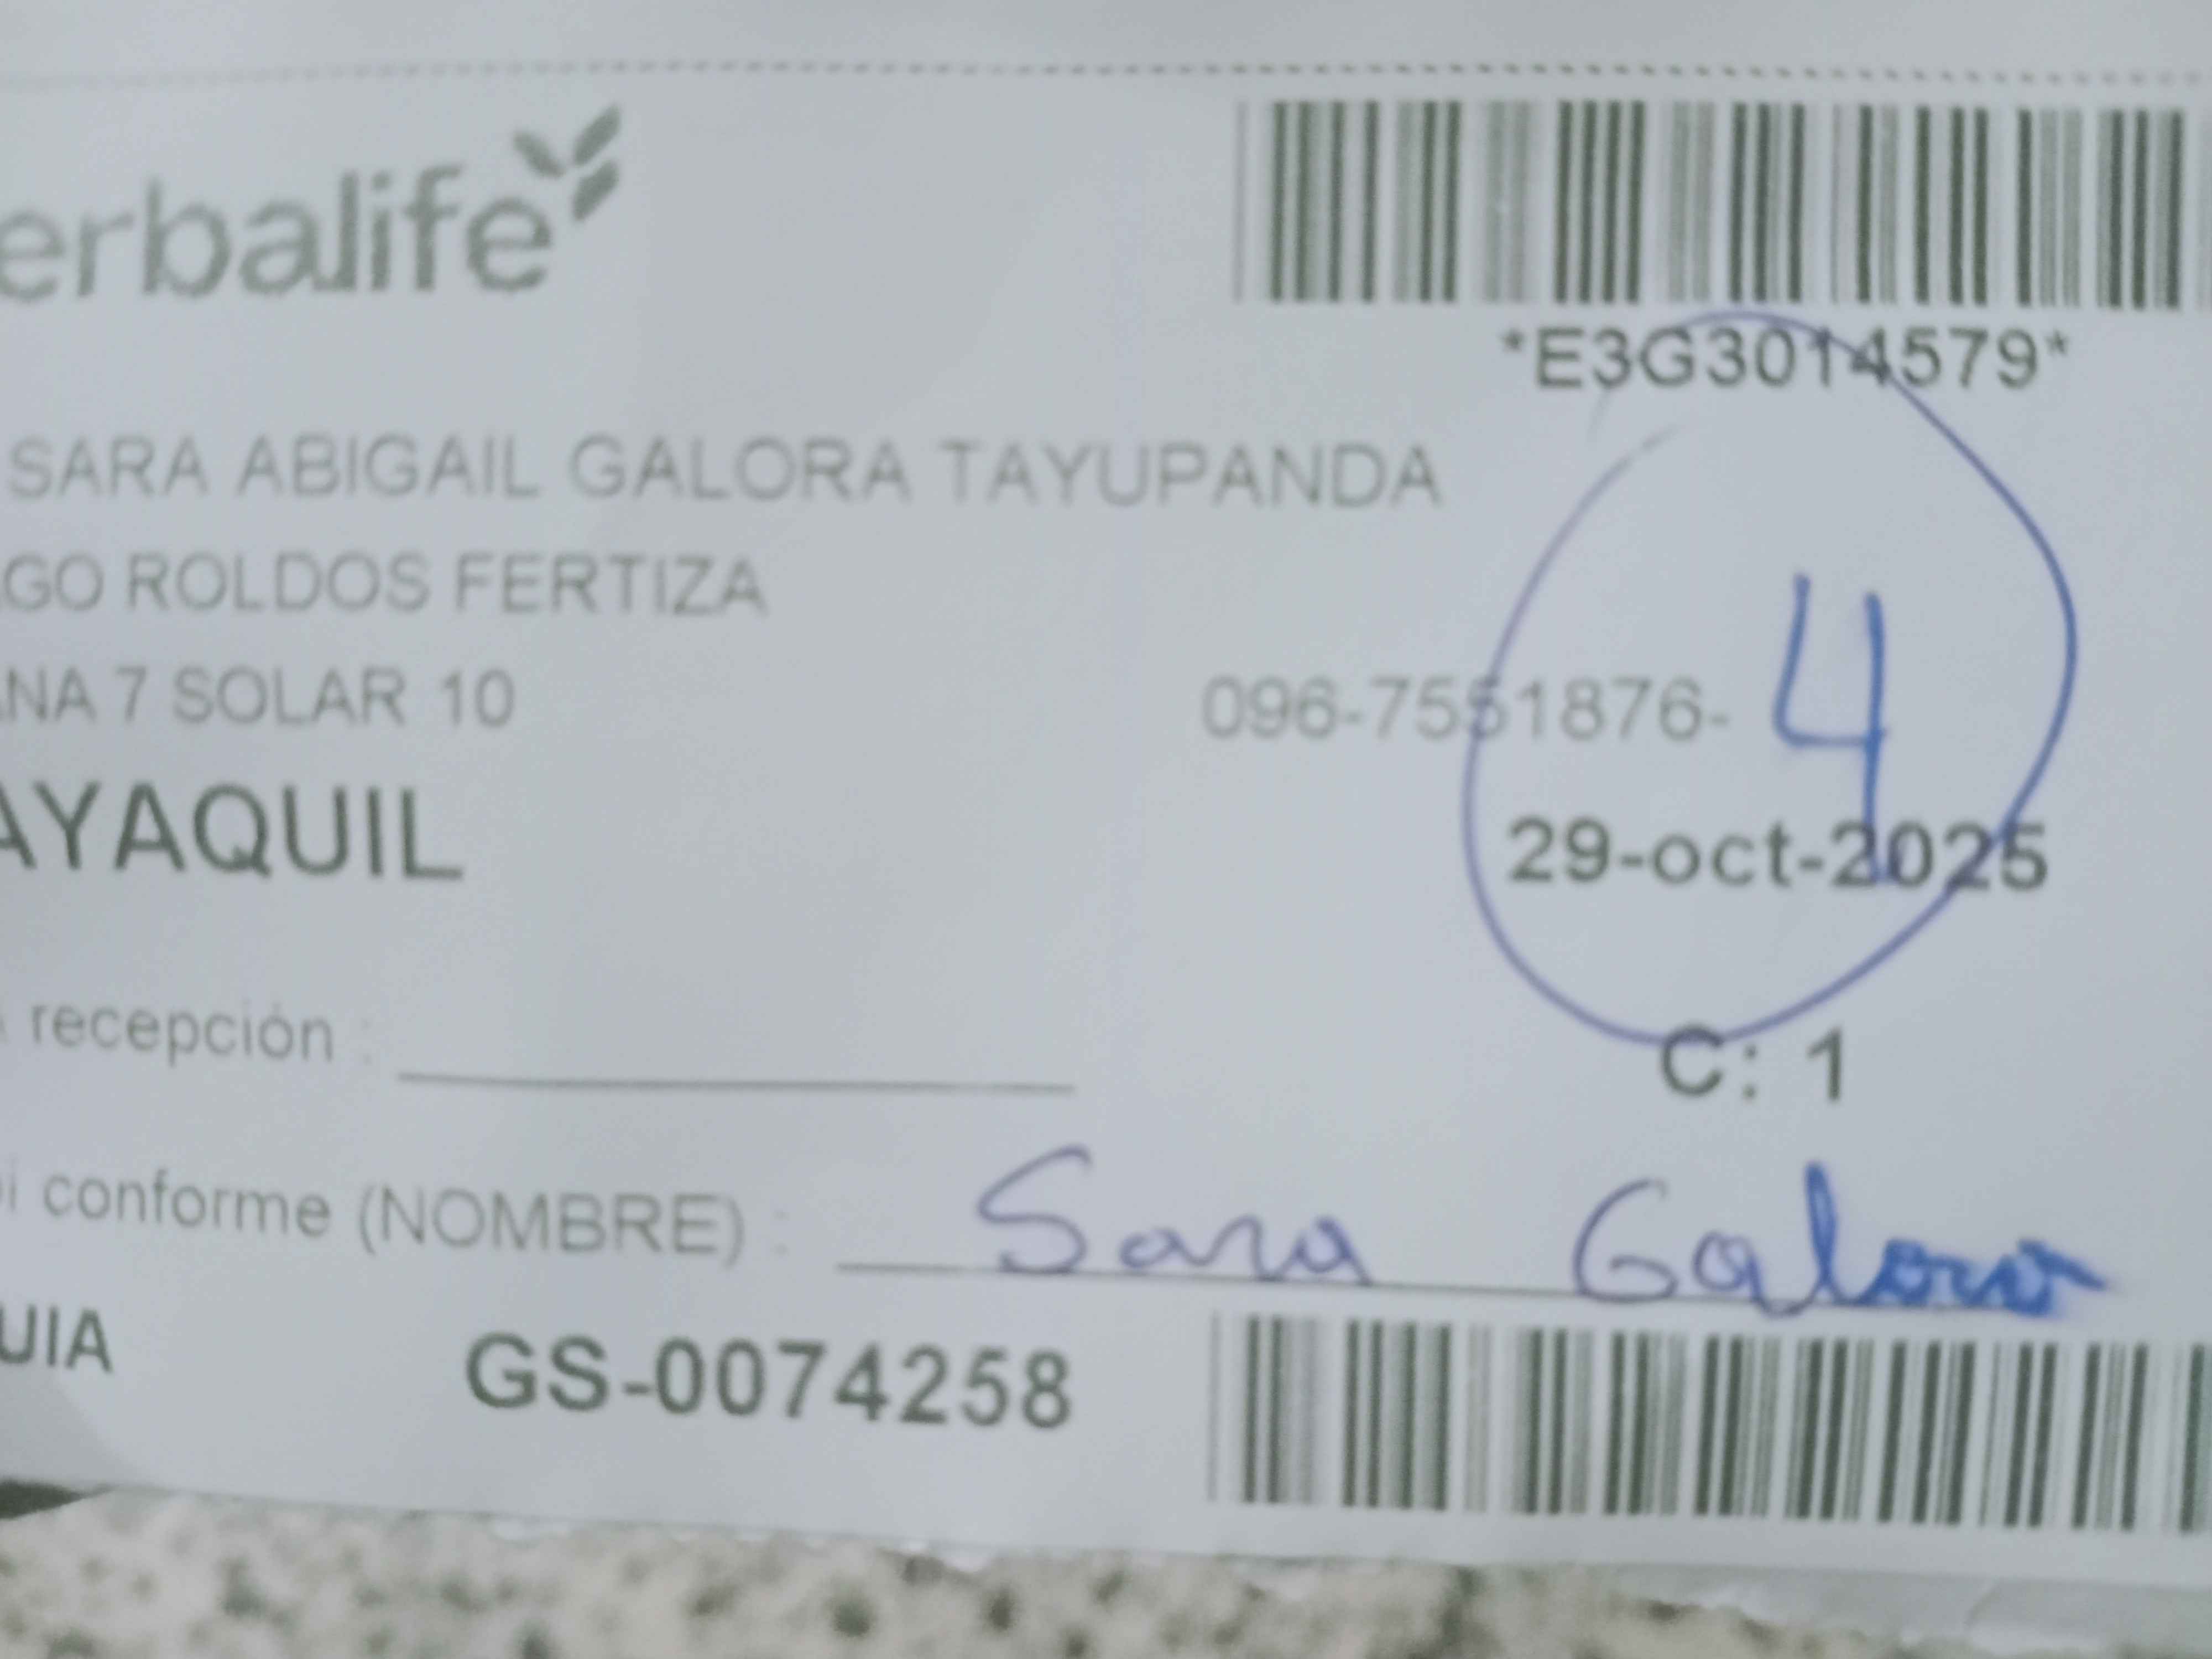 erbalife
*E3G3014579*
SARA ABIGAIL GALORA TAYUPANDA
GO ROLDOS FERTIZA
NA 7 SOLAR 10
096-7551876-
4
AYAQUIL
29-oct-2025
recepción :
C: 1
i conforme (NOMBRE) : Sara Galora
UIA GS-0074258